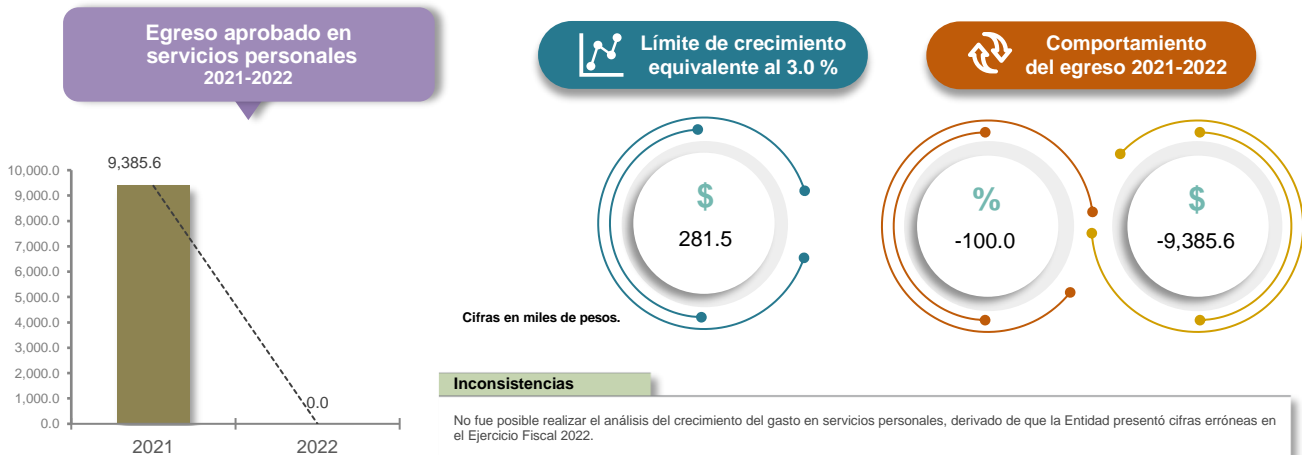 Egreso aprobado en
servicios personales
2021-2022
Límite de crecimiento
equivalente al 3.0 %
Comportamiento
del egreso 2021-2022
9,385.6
10,000.0
9,000.0
8,000.0
7,000.0
6,000.0
5,000.0
4,000.0
3,000.0
2,000.0
1,000.0
0.0
0.0
2021
2022
$
281.5
%
-100.0
$
-9,385.6
Cifras en miles de pesos.
Inconsistencias
No fue posible realizar el análisis del crecimiento del gasto en servicios personales, derivado de que la Entidad presentó cifras erróneas en
el Ejercicio Fiscal 2022.